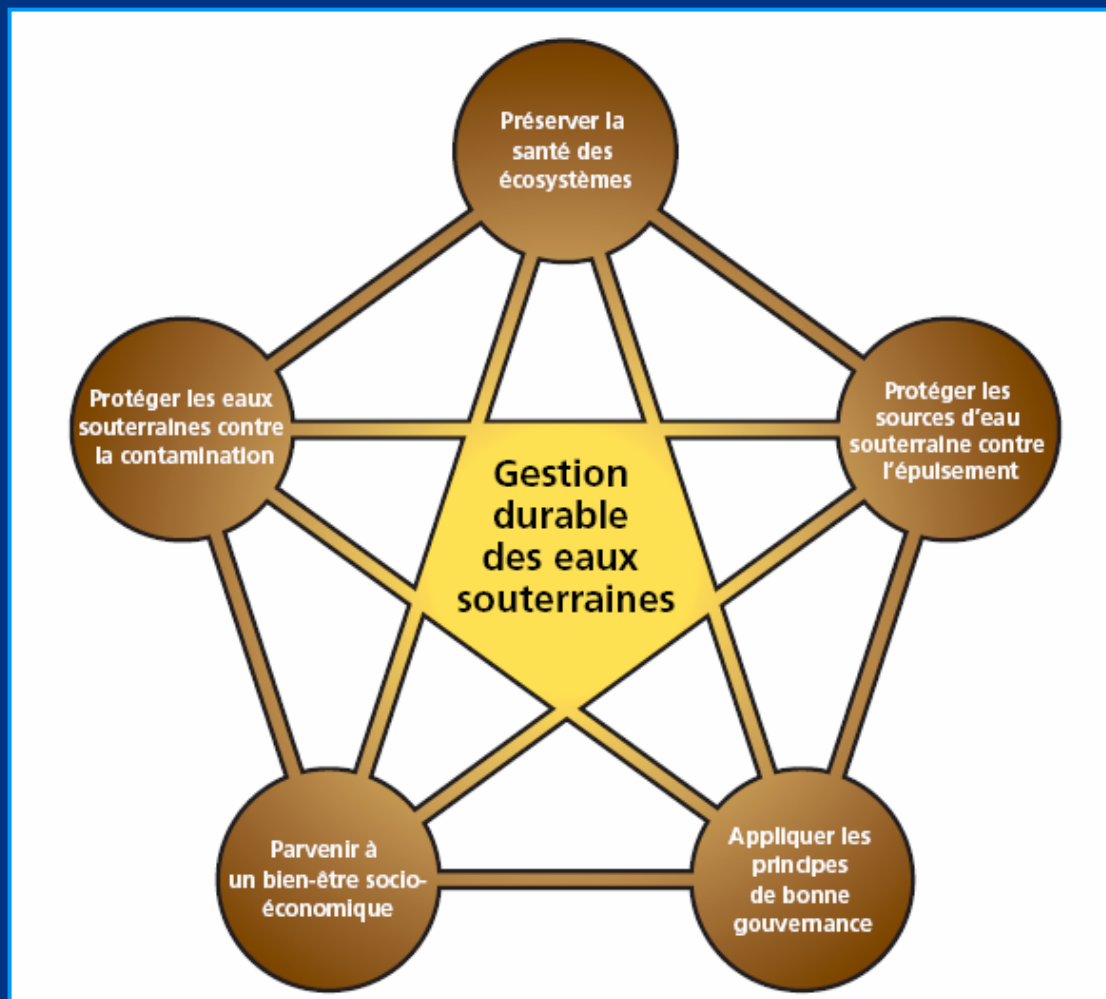 Préserver la
santé des
écosystèmes
Protéger les eaux
souterraines contre
la contamination
Protéger les
sources d'eau
souterraine contre
l'épuisement
Gestion
durable
des eaux
souterraines
Parvenir à
un bien-être socio-
économique
Appliquer les
principes
de bonne
gouvernance